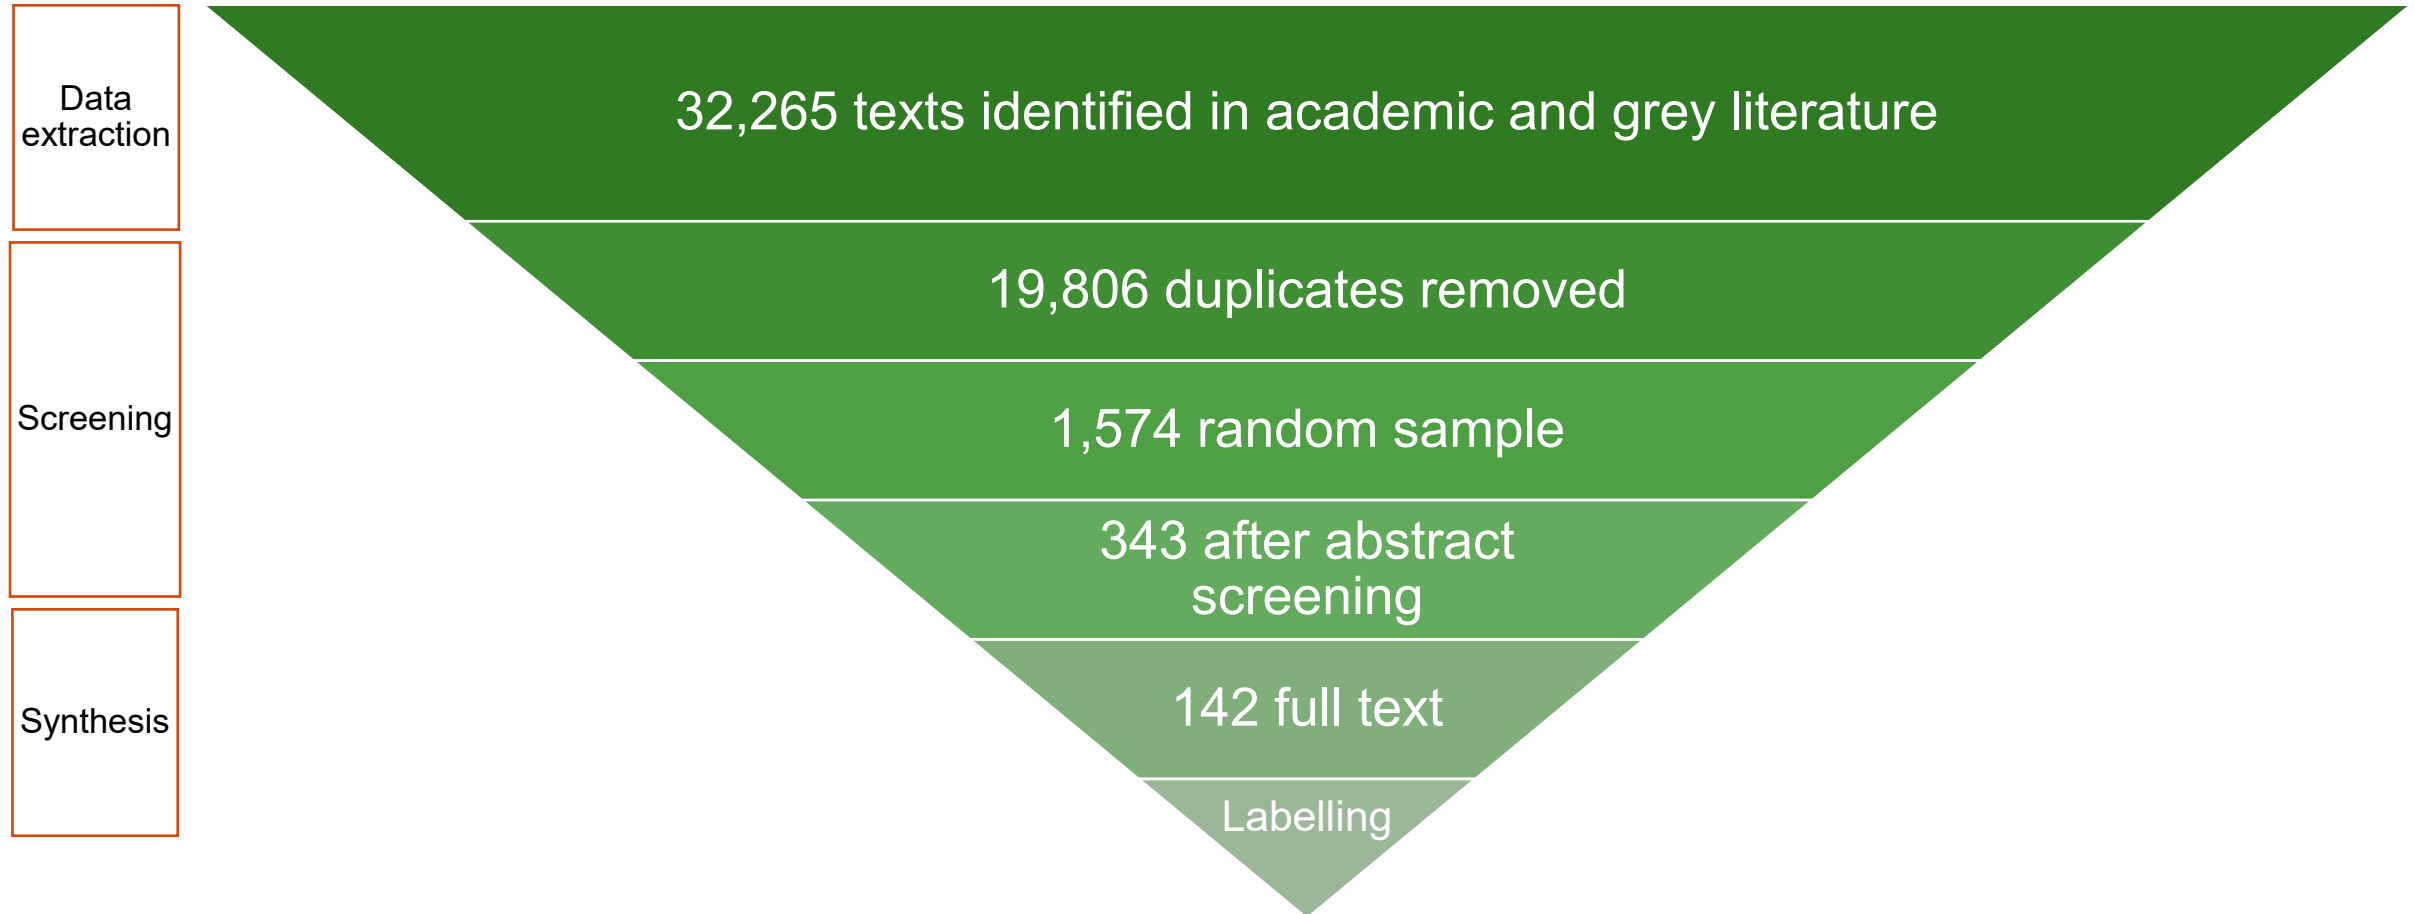 Data
extraction
32,265 texts identified in academic and grey literature
Screening
19,806 duplicates removed
1,574 random sample
343 after abstract
screening
Synthesis
142 full text
Labelling